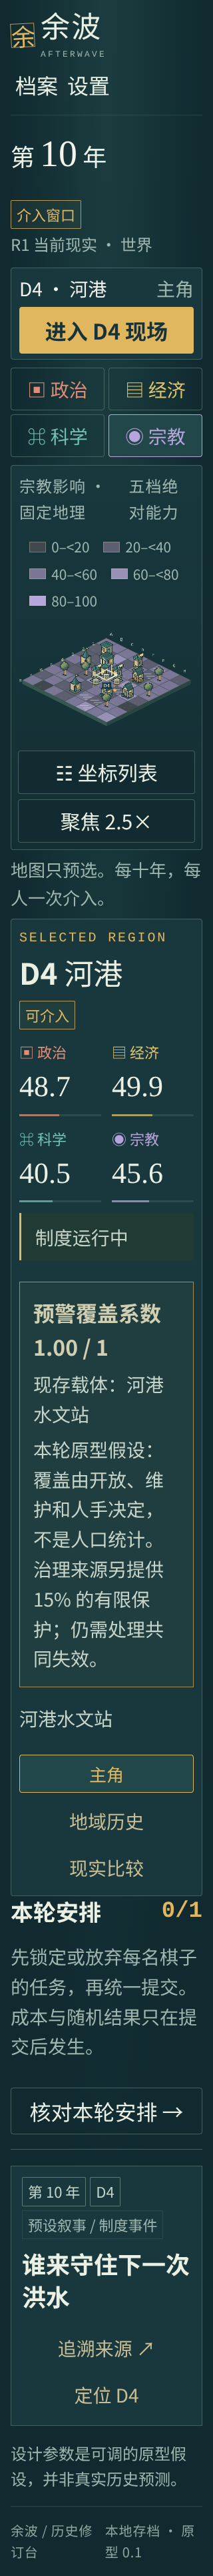 余 余波
AFTERWAVE
档案 设置
第 10 年
介入窗口
R1 当前现实 · 世界
D4 · 河港 主角
进入 D4 现场
政治 经济
科学 宗教
宗教影响 · 五档绝
固定地理 对能力
0–<20 20–<40
40–<60 60–<80
80–100
坐标列表
聚焦 2.5×
地图只预选。每十年，每
人一次介入。
SELECTED REGION
D4 河港
可介入
政治 经济
48.7 49.9
科学 宗教
40.5 45.6
制度运行中
预警覆盖系数
1.00 / 1
现存载体：河港
水文站
本轮原型假设：
覆盖由开放、维
护和人手决定，
不是人口统计。
治理来源另提供
15% 的有限保
护；仍需处理共
同失效。
河港水文站
主角
地域历史
现实比较
本轮安排 0/1
先锁定或放弃每名棋子
的任务，再统一提交。
成本与随机结果只在提
交后发生。
核对本轮安排 →
第 10 年 D4
预设叙事 / 制度事件
谁来守住下一次
洪水
追溯来源 ↗
定位 D4
设计参数是可调的原型假
设，并非真实历史预测。
余波 / 历史修 本地存档 · 原
订台 型 0.1